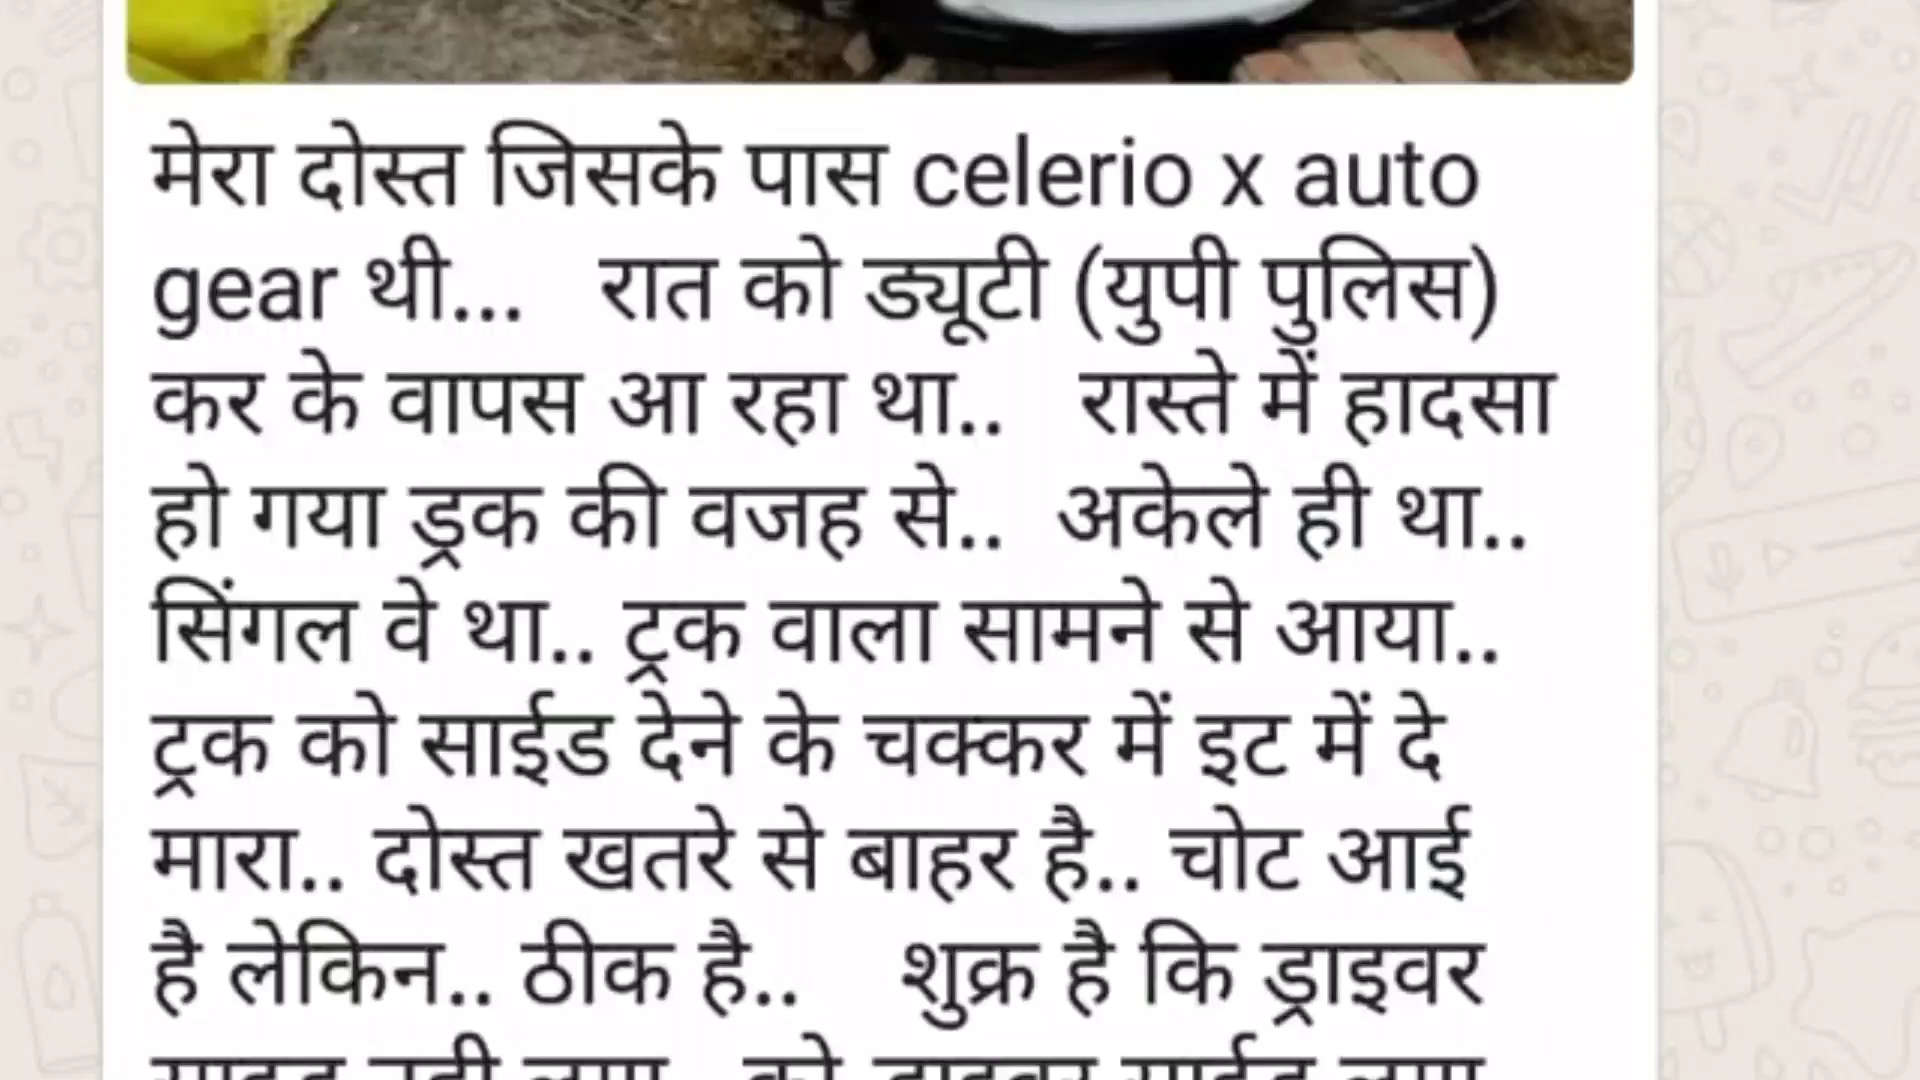 मेरा दोस्त जिसके पास celerio x auto
gear थी... रात को ड्यूटी (युपी पुलिस)
कर के वापस आ रहा था.. रास्ते में हादसा
हो गया ड्रक की वजह से.. अकेले ही था..
सिंगल वे था.. ट्रक वाला सामने से आया..
ट्रक को साईड देने के चक्कर में इट में दे
मारा.. दोस्त खतरे से बाहर है.. चोट आई
है लेकिन.. ठीक है.. शुक्र है कि ड्राइवर